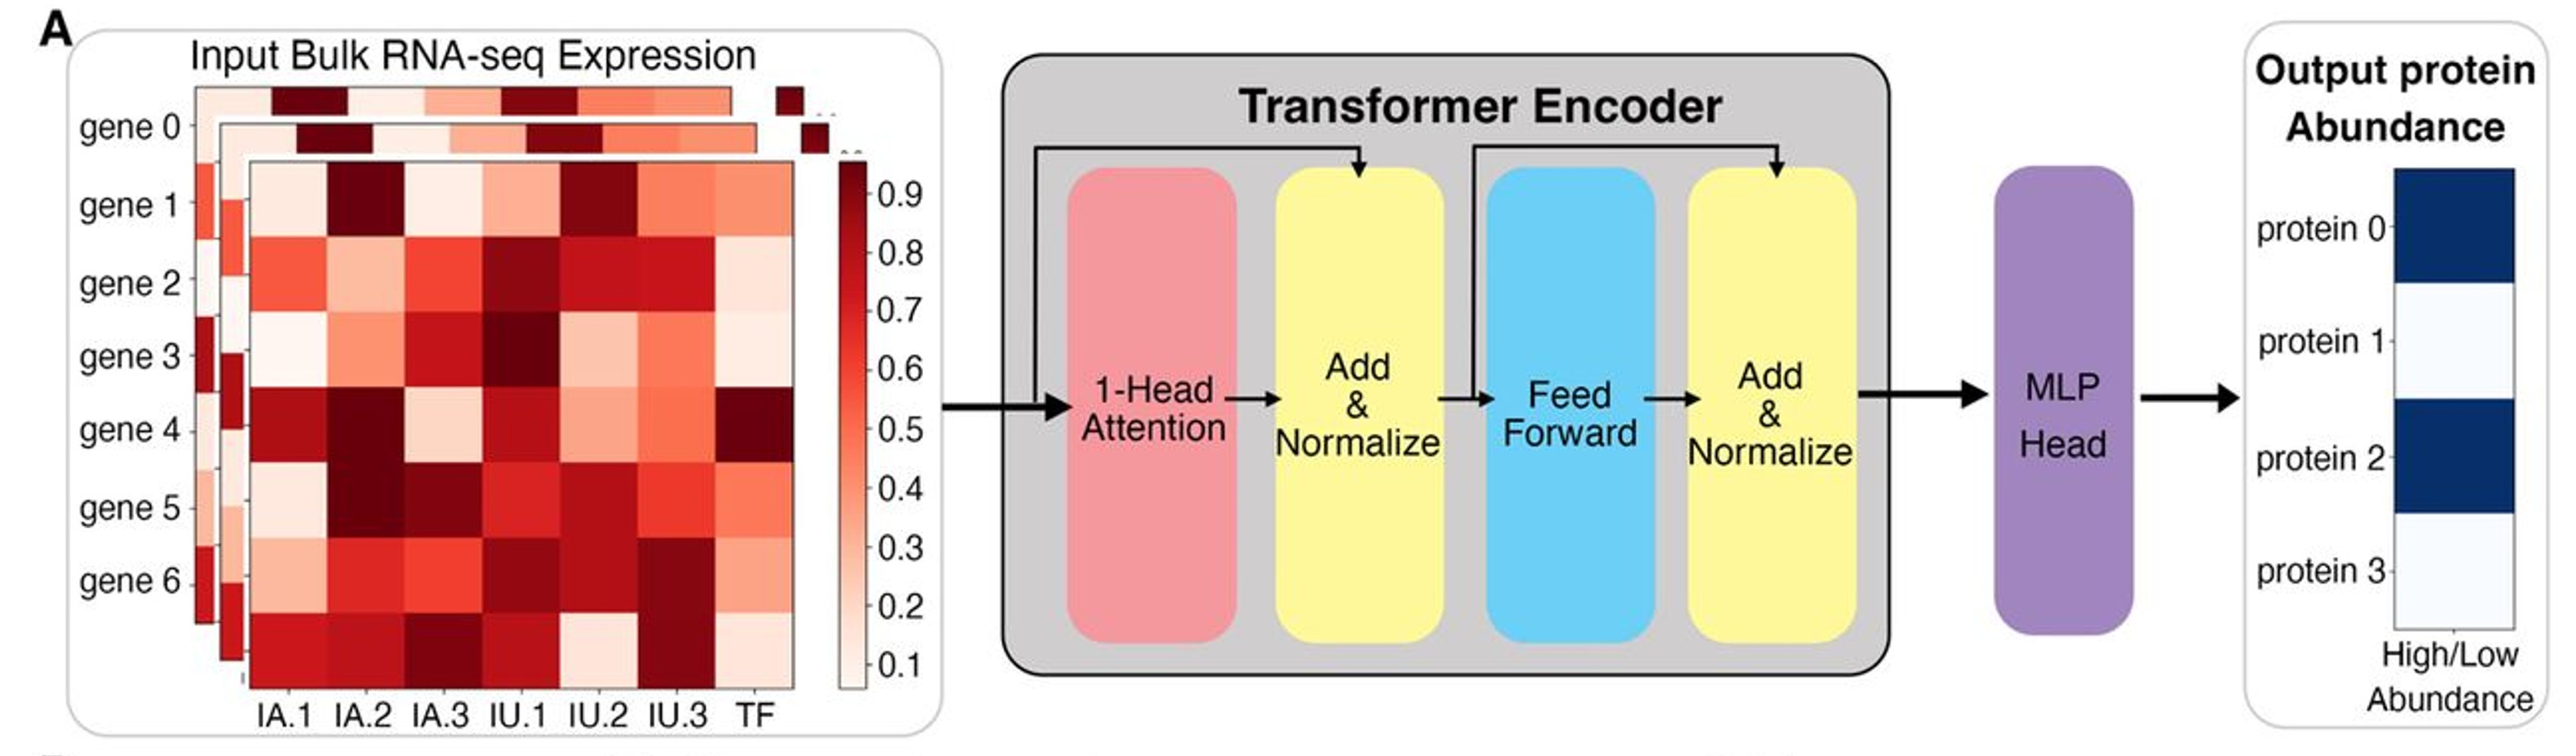 A
Input Bulk RNA-seq Expression
gene 0
gene 1
gene 2
gene 3
gene 4
gene 5
gene 6
0.9
0.8
0.7
0.6
0.5
0.4
0.3
0.2
0.1
IA.1 IA.2 IA.3 IU.1 IU.2 IU.3 TF
Transformer Encoder
1-Head
Attention
Add
&
Normalize
Feed
Forward
Add
&
Normalize
MLP
Head
Output protein
Abundance
protein 0
protein 1
protein 2
protein 3
High/Low
Abundance